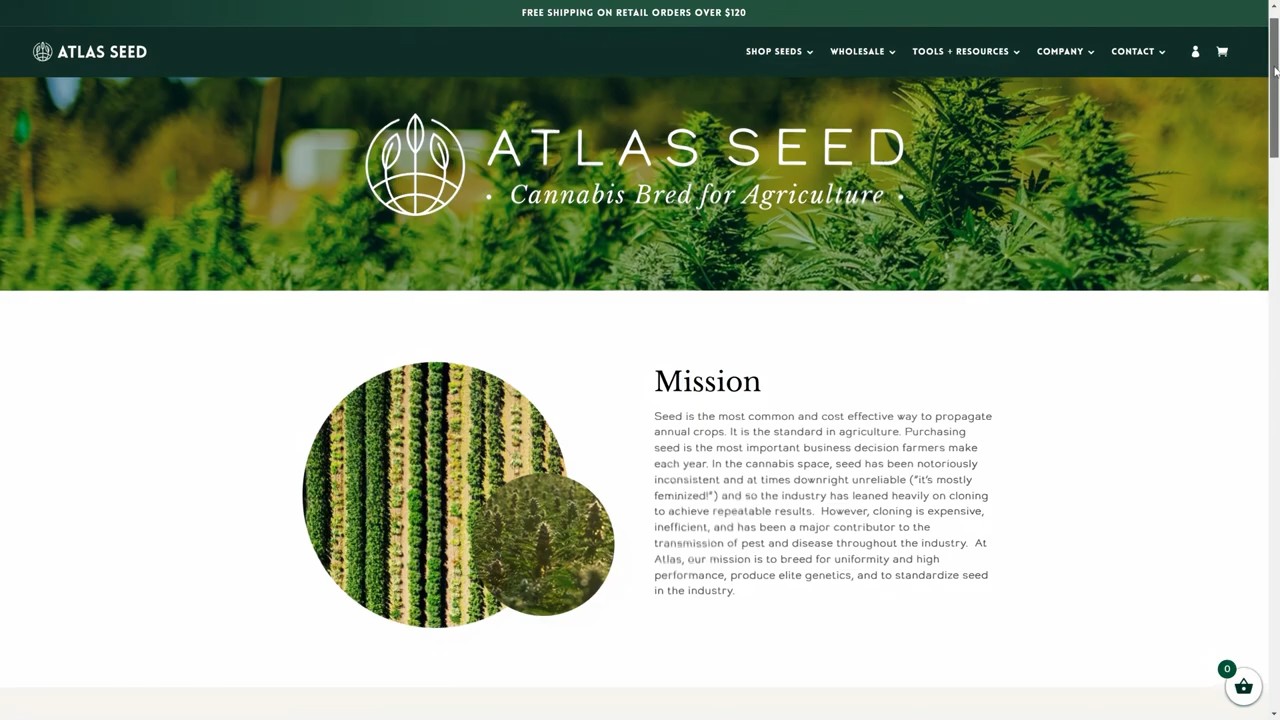 FREE SHIPPING ON RETAIL ORDERS OVER $120
ATLAS SEED
SHOP SEEDS WHOLESALE TOOLS + RESOURCES COMPANY CONTACT
ATLAS SEED
• Cannabis Bred for Agriculture •
Mission
Seed is the most common and cost effective way to propagate
annual crops. It is the standard in agriculture. Purchasing
seed is the most important business decision farmers make
each year. In the cannabis space, seed has been notoriously
inconsistent and at times downright unreliable ("it's mostly
feminized!") and so the industry has leaned heavily on cloning
to achieve repeatable results. However, cloning is expensive,
inefficient, and has been a major contributor to the
transmission of pest and disease throughout the industry. At
Atlas, our mission is to breed for uniformity and high
performance, produce elite genetics, and to standardize seed
in the industry.
0